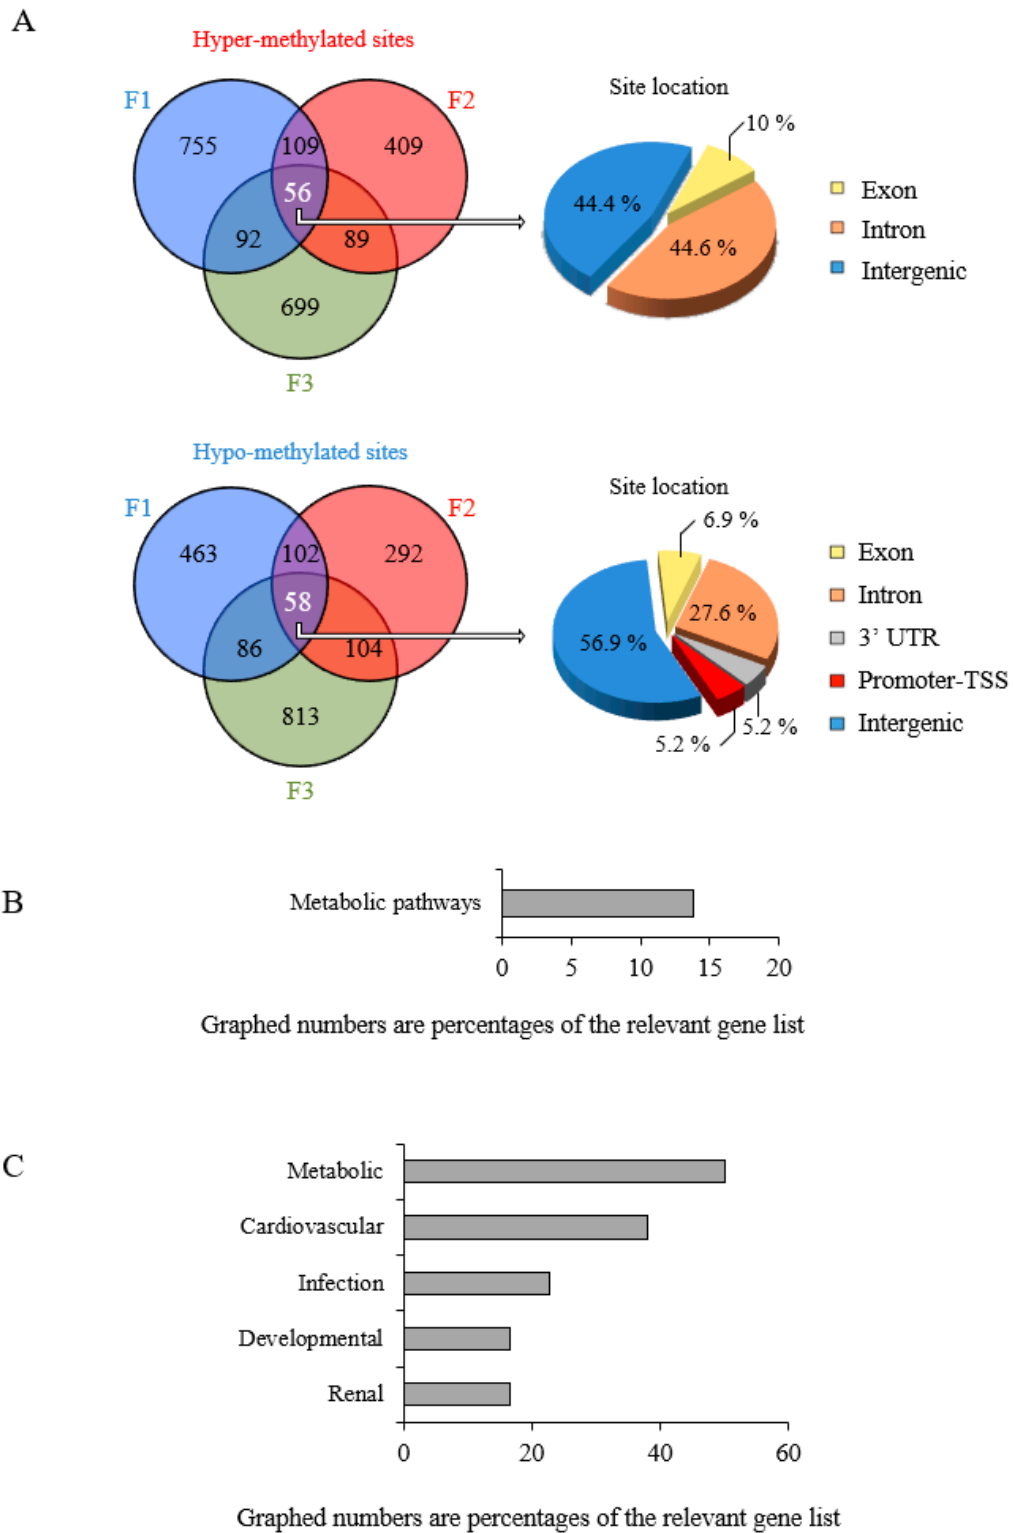 A
Hyper-methylated sites
F1
F2
755
109
409
56
92
89
699
F3
Site location
10 %
44.4 %
44.6 %
Exon
Intron
Intergenic
Hypo-methylated sites
F1
F2
463
102
292
58
86
104
813
F3
Site location
6.9 %
27.6 %
56.9 %
5.2 %
5.2 %
Exon
Intron
3’ UTR
Promoter-TSS
Intergenic
B
Metabolic pathways
0 5 10 15 20
Graphed numbers are percentages of the relevant gene list
C
Metabolic
Cardiovascular
Infection
Developmental
Renal
0 20 40 60
Graphed numbers are percentages of the relevant gene list